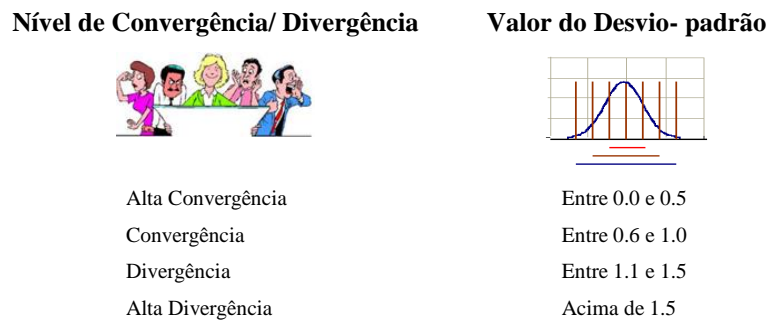 Nível de Convergência/ Divergência Valor do Desvio- padrão
Alta Convergência Entre 0.0 e 0.5
Convergência Entre 0.6 e 1.0
Divergência Entre 1.1 e 1.5
Alta Divergência Acima de 1.5